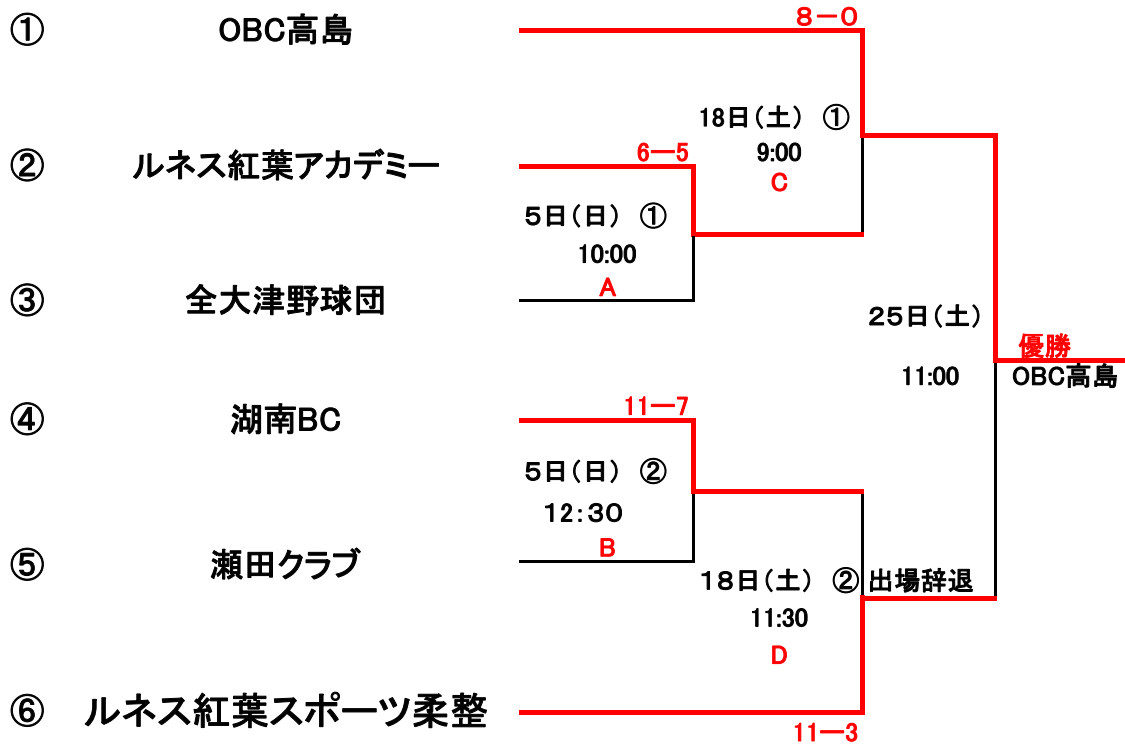 ① OBC高島
8－0
18日（土） ①
9:00
C
② ルネス紅葉アカデミー
6－5
5日（日） ①
10:00
A
③ 全大津野球団
25日（土）
11:00
優勝
OBC高島
④ 湖南BC
11－7
5日（日） ②
12：30
B
⑤ 瀬田クラブ
18日（土） ② 出場辞退
11:30
D
⑥ ルネス紅葉スポーツ柔整
11－3